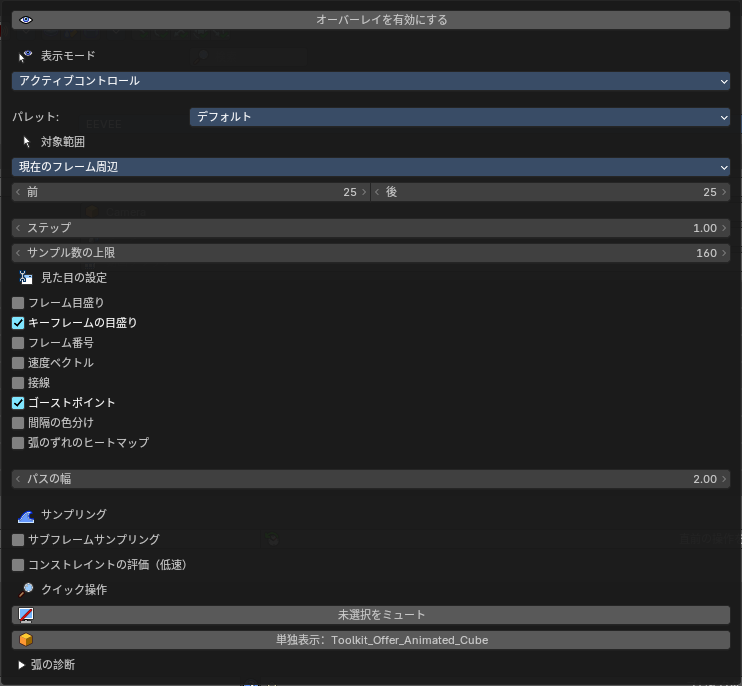 オーバーレイを有効にする
表示モード
アクティブコントロール
パレット: デフォルト
対象範囲
現在のフレーム周辺
前 25 後 25
ステップ 1.00
サンプル数の上限 160
見た目の設定
フレーム目盛り
キーフレームの目盛り
フレーム番号
速度ベクトル
接線
ゴーストポイント
間隔の色分け
弧のずれのヒートマップ
パスの幅 2.00
サンプリング
サブフレームサンプリング
コンストレイントの評価（低速）
クイック操作
未選択をミュート
単独表示: Toolkit_Offer_Animated_Cube
弧の診断